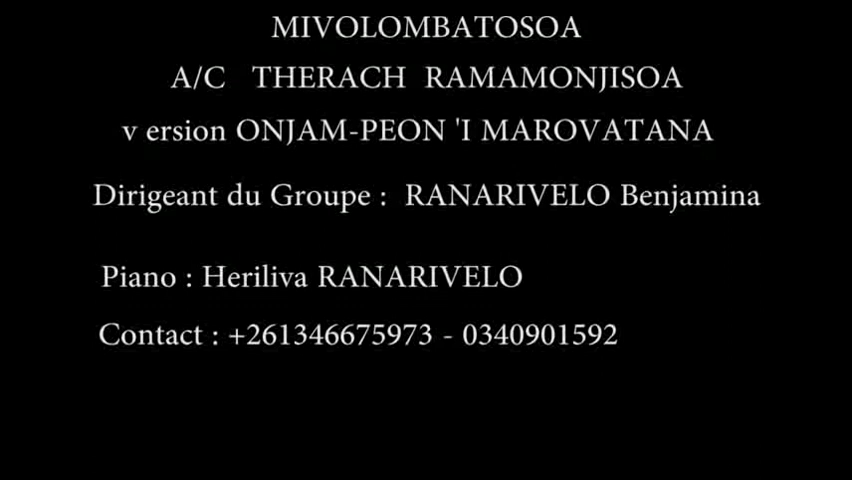 MIVOLOMBATOSOA
A/C THERACH RAMAMONJISOA
v ersion ONJAM-PEON 'I MAROVATANA
Dirigeant du Groupe : RANARIVELO Benjamina
Piano : Heriliva RANARIVELO
Contact : +261346675973 - 0340901592